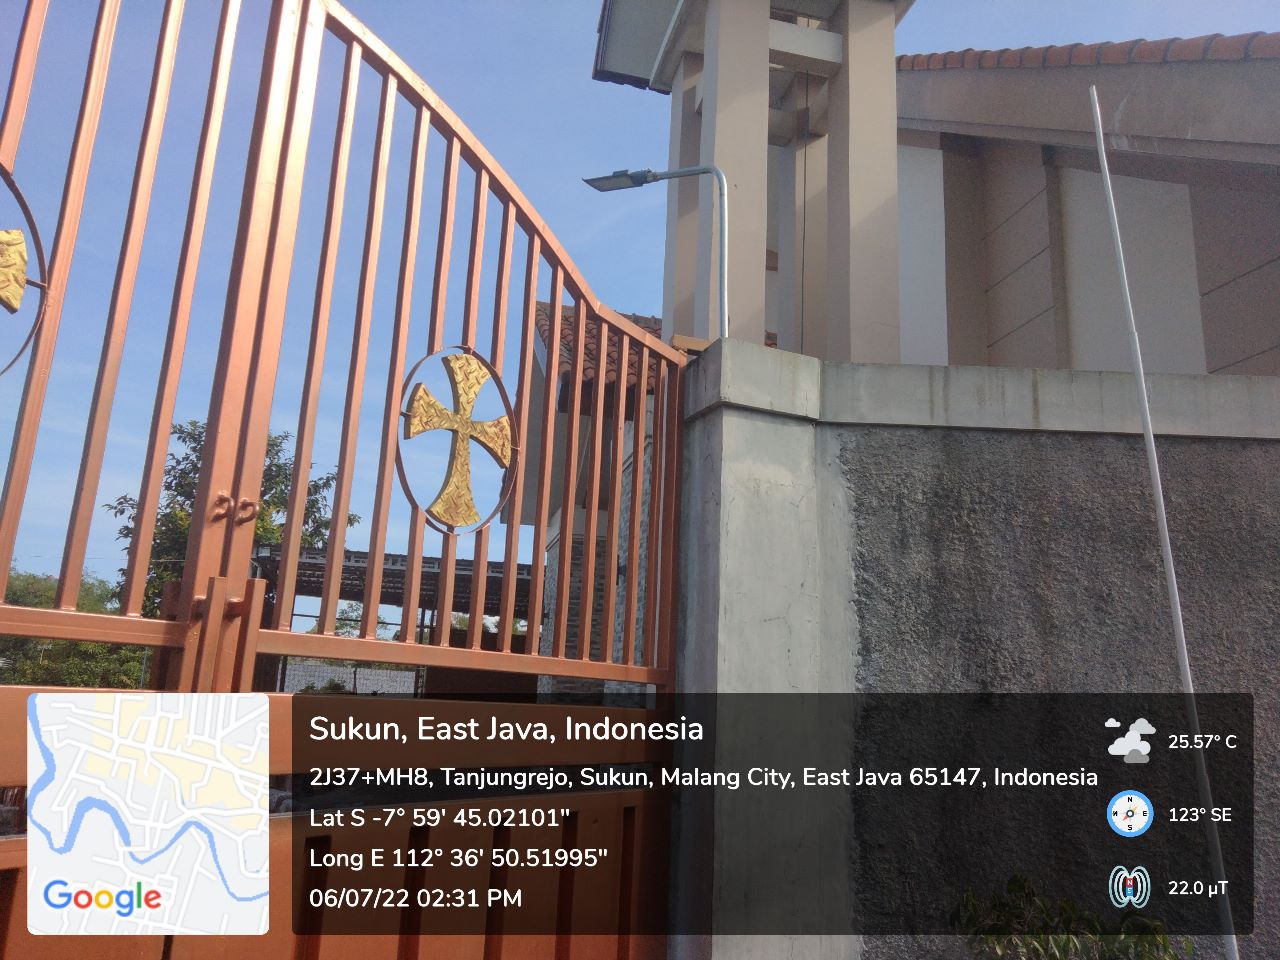 Sukun, East Java, Indonesia
2J37+MH8, Tanjungrejo, Sukun, Malang City, East Java 65147, Indonesia
Lat S -7° 59' 45.02101"
Long E 112° 36' 50.51995"
06/07/22 02:31 PM
25.57° C
123° SE
22.0 µT
Google